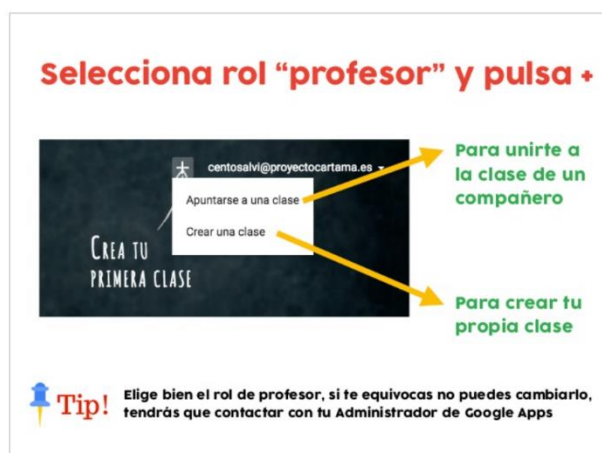 Selecciona rol “profesor” y pulsa +
centosalvi@proyectocartama.es
Apuntarse a una clase
Crear una clase
CREA TU
PRIMERA CLASE
Para unirte a
la clase de un
compañero
Para crear tu
propia clase
Tip!
Elige bien el rol de profesor, si te equivocas no puedes cambiarlo,
tendrás que contactar con tu Administrador de Google Apps